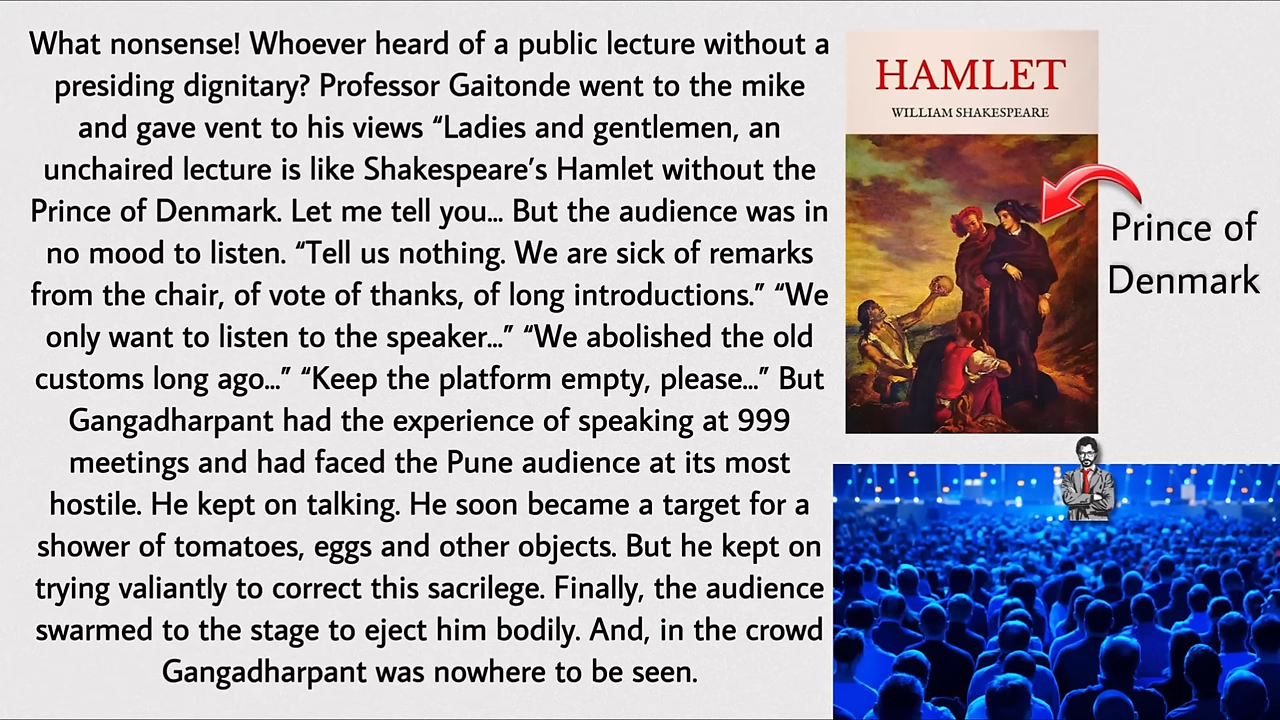 What nonsense! Whoever heard of a public lecture without a
presiding dignitary? Professor Gaitonde went to the mike
and gave vent to his views “Ladies and gentlemen, an
unchaired lecture is like Shakespeare’s Hamlet without the
Prince of Denmark. Let me tell you... But the audience was in
no mood to listen. “Tell us nothing. We are sick of remarks
from the chair, of vote of thanks, of long introductions.” “We
only want to listen to the speaker...” “We abolished the old
customs long ago...” “Keep the platform empty, please...” But
Gangadharpant had the experience of speaking at 999
meetings and had faced the Pune audience at its most
hostile. He kept on talking. He soon became a target for a
shower of tomatoes, eggs and other objects. But he kept on
trying valiantly to correct this sacrilege. Finally, the audience
swarmed to the stage to eject him bodily. And, in the crowd
Gangadharpant was nowhere to be seen.
HAMLET
WILLIAM SHAKESPEARE
Prince of
Denmark